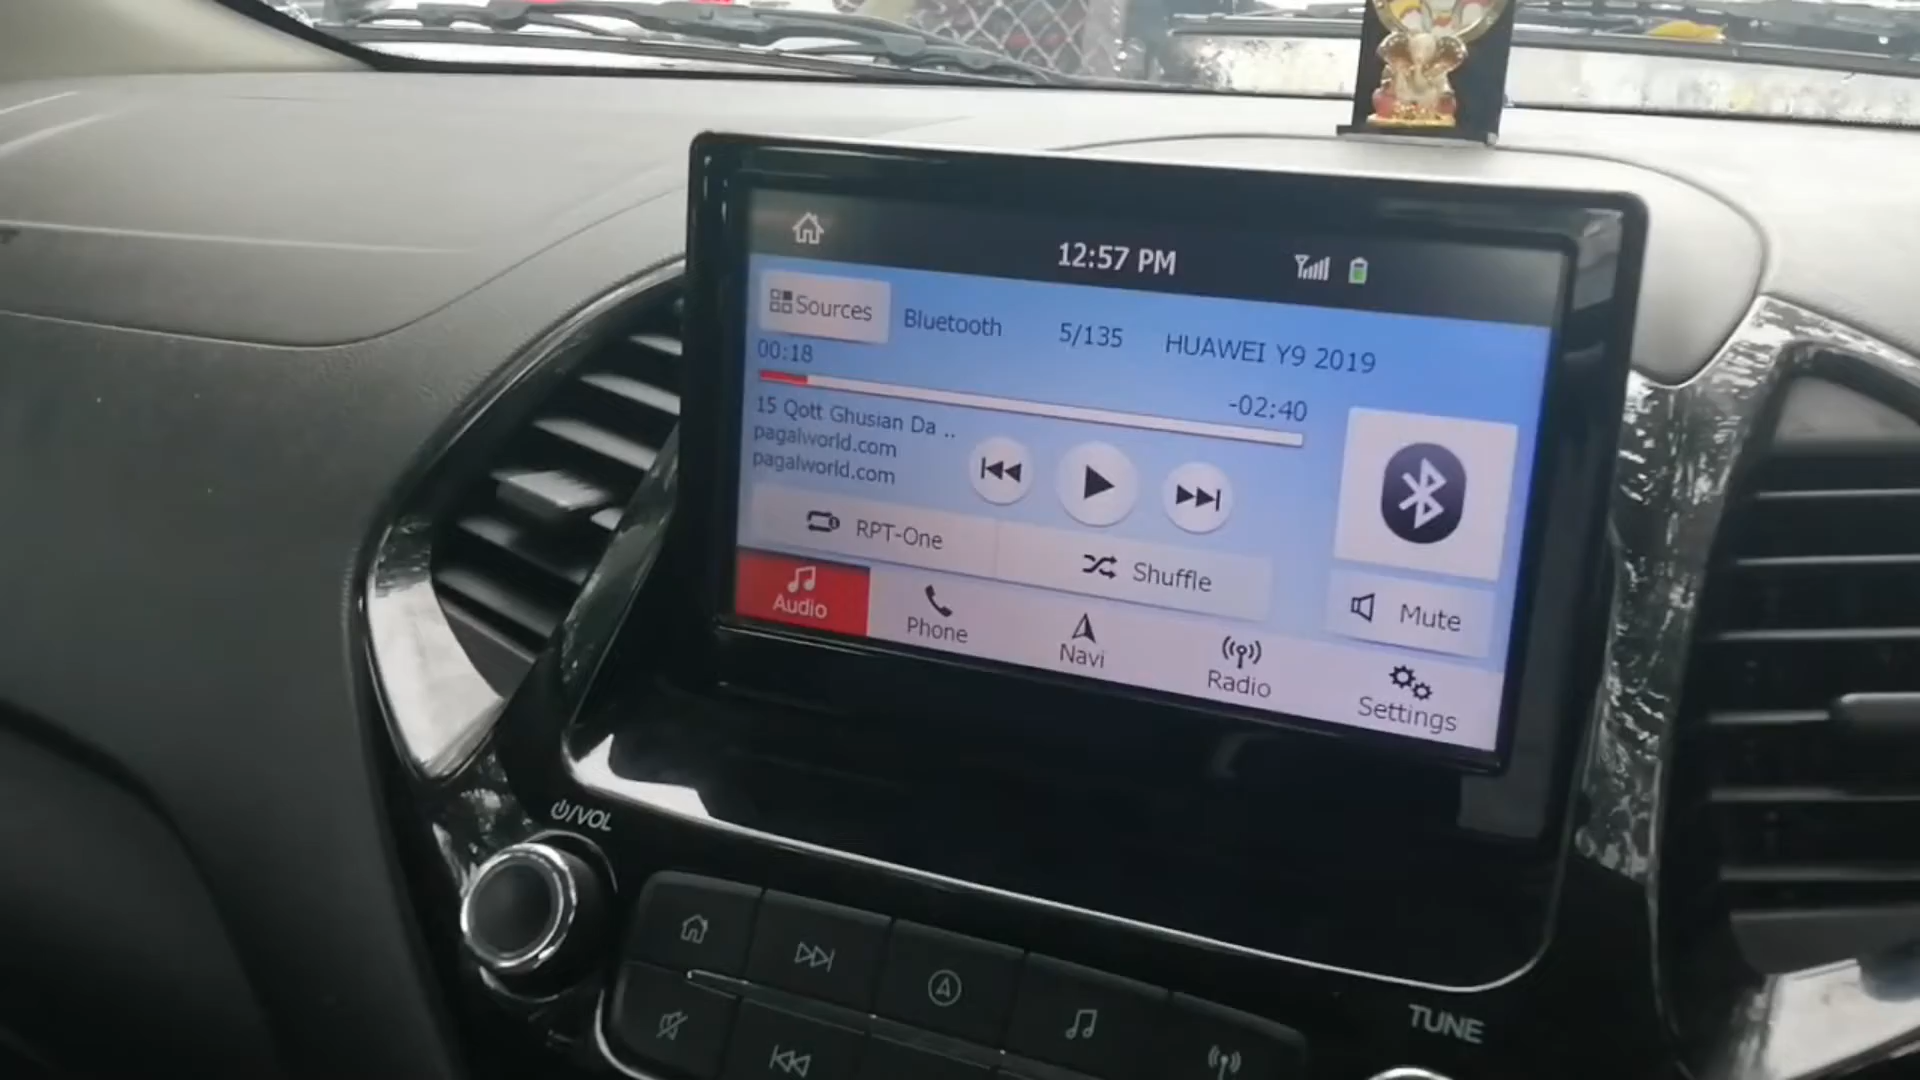 12:57 PM
Sources
Bluetooth
5/135
HUAWEI Y9 2019
00:18
-02:40
15 Qott Ghusian Da ..
pagalworld.com
pagalworld.com
RPT-One
Shuffle
Mute
Audio
Phone
Navi
Radio
Settings
⏻/VOL
TUNE